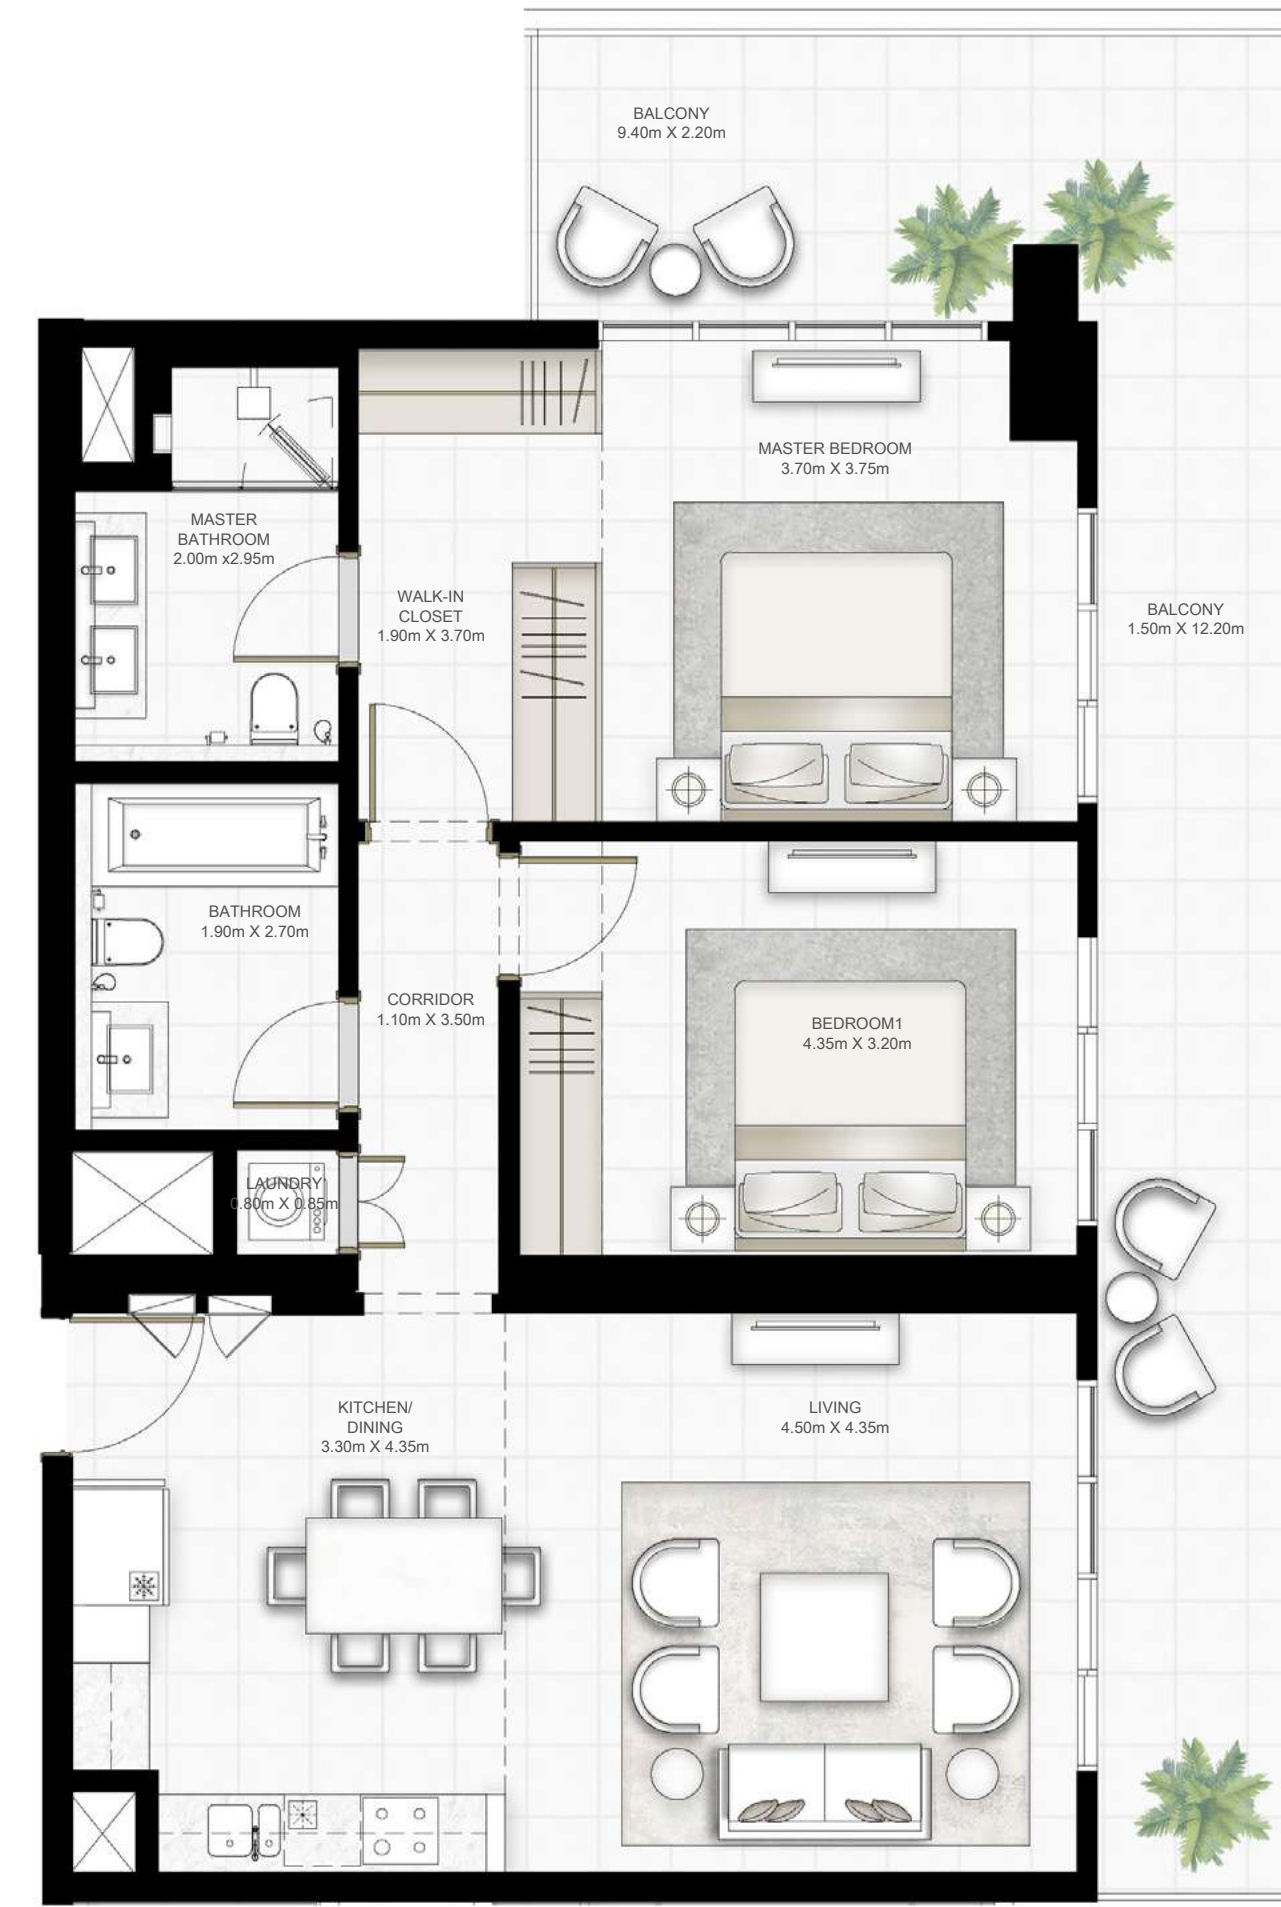 BALCONY
9.40m X 2.20m
MASTER BEDROOM
3.70m X 3.75m
MASTER
BATHROOM
2.00m x2.95m
WALK-IN
CLOSET
1.90m X 3.70m
BALCONY
1.50m X 12.20m
BATHROOM
1.90m X 2.70m
CORRIDOR
1.10m X 3.50m
BEDROOM1
4.35m X 3.20m
LAUNDRY
0.80m X 0.85m
KITCHEN/
DINING
3.30m X 4.35m
LIVING
4.50m X 4.35m